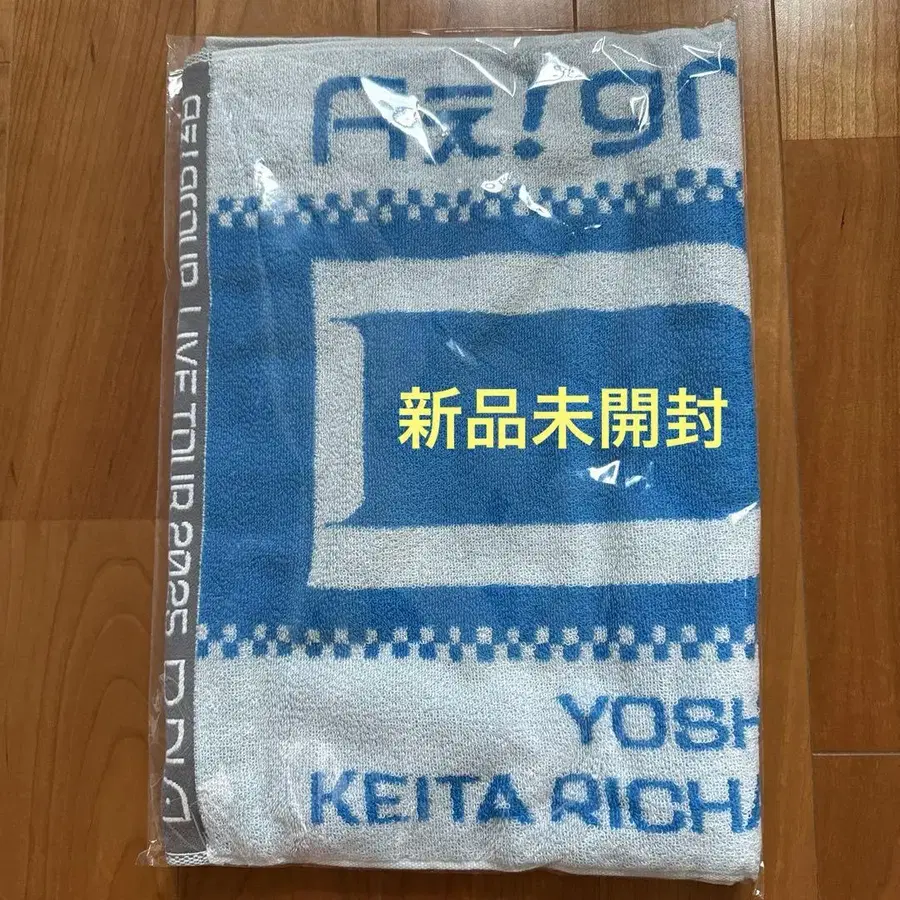 Aぇ! gr
新品未開封
YOSH
KEITA RICHA
Aぇ! group LIVE TOUR 2025 D.N.A